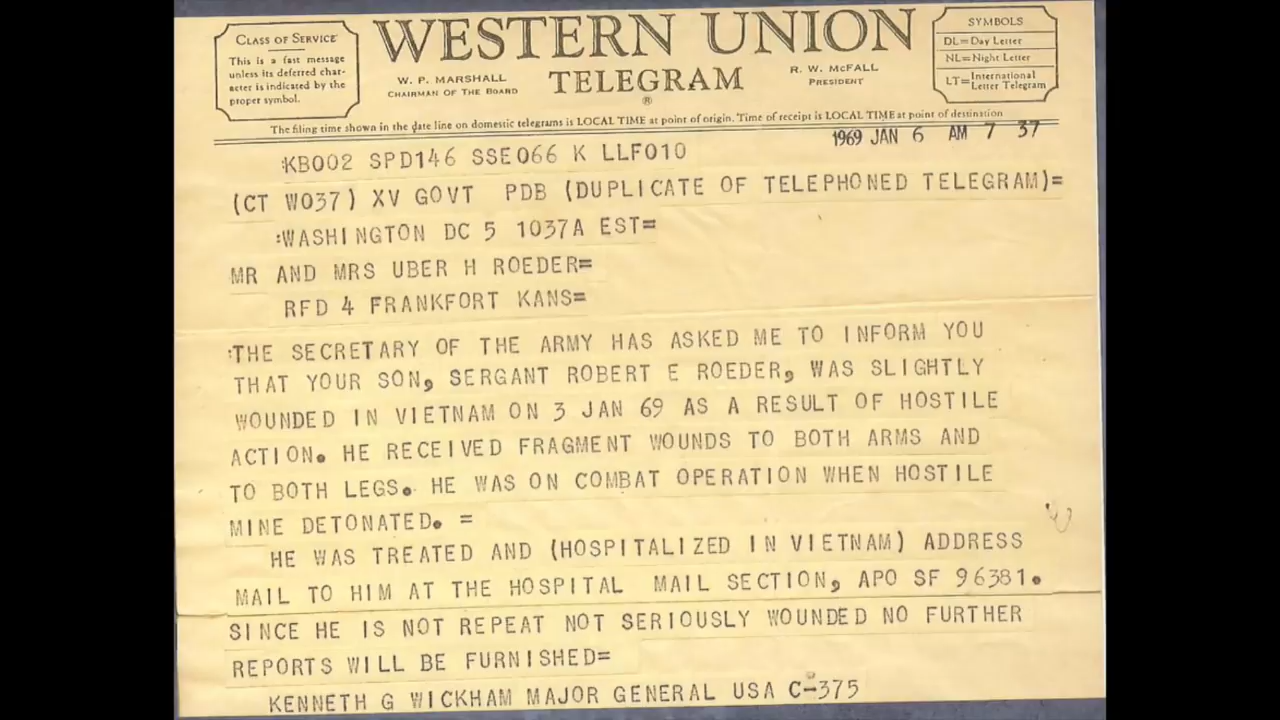 CLASS OF SERVICE
This is a fast message
unless its deferred char-
acter is indicated by the
proper symbol.
WESTERN UNION
TELEGRAM
®
W. P. MARSHALL
CHAIRMAN OF THE BOARD
R. W. McFALL
PRESIDENT
SYMBOLS
DL=Day Letter
NL=Night Letter
LT=International
Letter Telegram
The filing time shown in the date line on domestic telegrams is LOCAL TIME at point of origin. Time of receipt is LOCAL TIME at point of destination
1969 JAN 6 AM 7 37
:KB002 SPD146 SSE066 K LLF010
(CT W037) XV GOVT PDB (DUPLICATE OF TELEPHONED TELEGRAM)=
:WASHINGTON DC 5 1037A EST=
MR AND MRS UBER H ROEDER=
RFD 4 FRANKFORT KANS=
:THE SECRETARY OF THE ARMY HAS ASKED ME TO INFORM YOU
THAT YOUR SON, SERGANT ROBERT E ROEDER, WAS SLIGHTLY
WOUNDED IN VIETNAM ON 3 JAN 69 AS A RESULT OF HOSTILE
ACTION. HE RECEIVED FRAGMENT WOUNDS TO BOTH ARMS AND
TO BOTH LEGS. HE WAS ON COMBAT OPERATION WHEN HOSTILE
MINE DETONATED. =
HE WAS TREATED AND (HOSPITALIZED IN VIETNAM) ADDRESS
MAIL TO HIM AT THE HOSPITAL MAIL SECTION, APO SF 96381.
SINCE HE IS NOT REPEAT NOT SERIOUSLY WOUNDED NO FURTHER
REPORTS WILL BE FURNISHED=
KENNETH G WICKHAM MAJOR GENERAL USA C-375